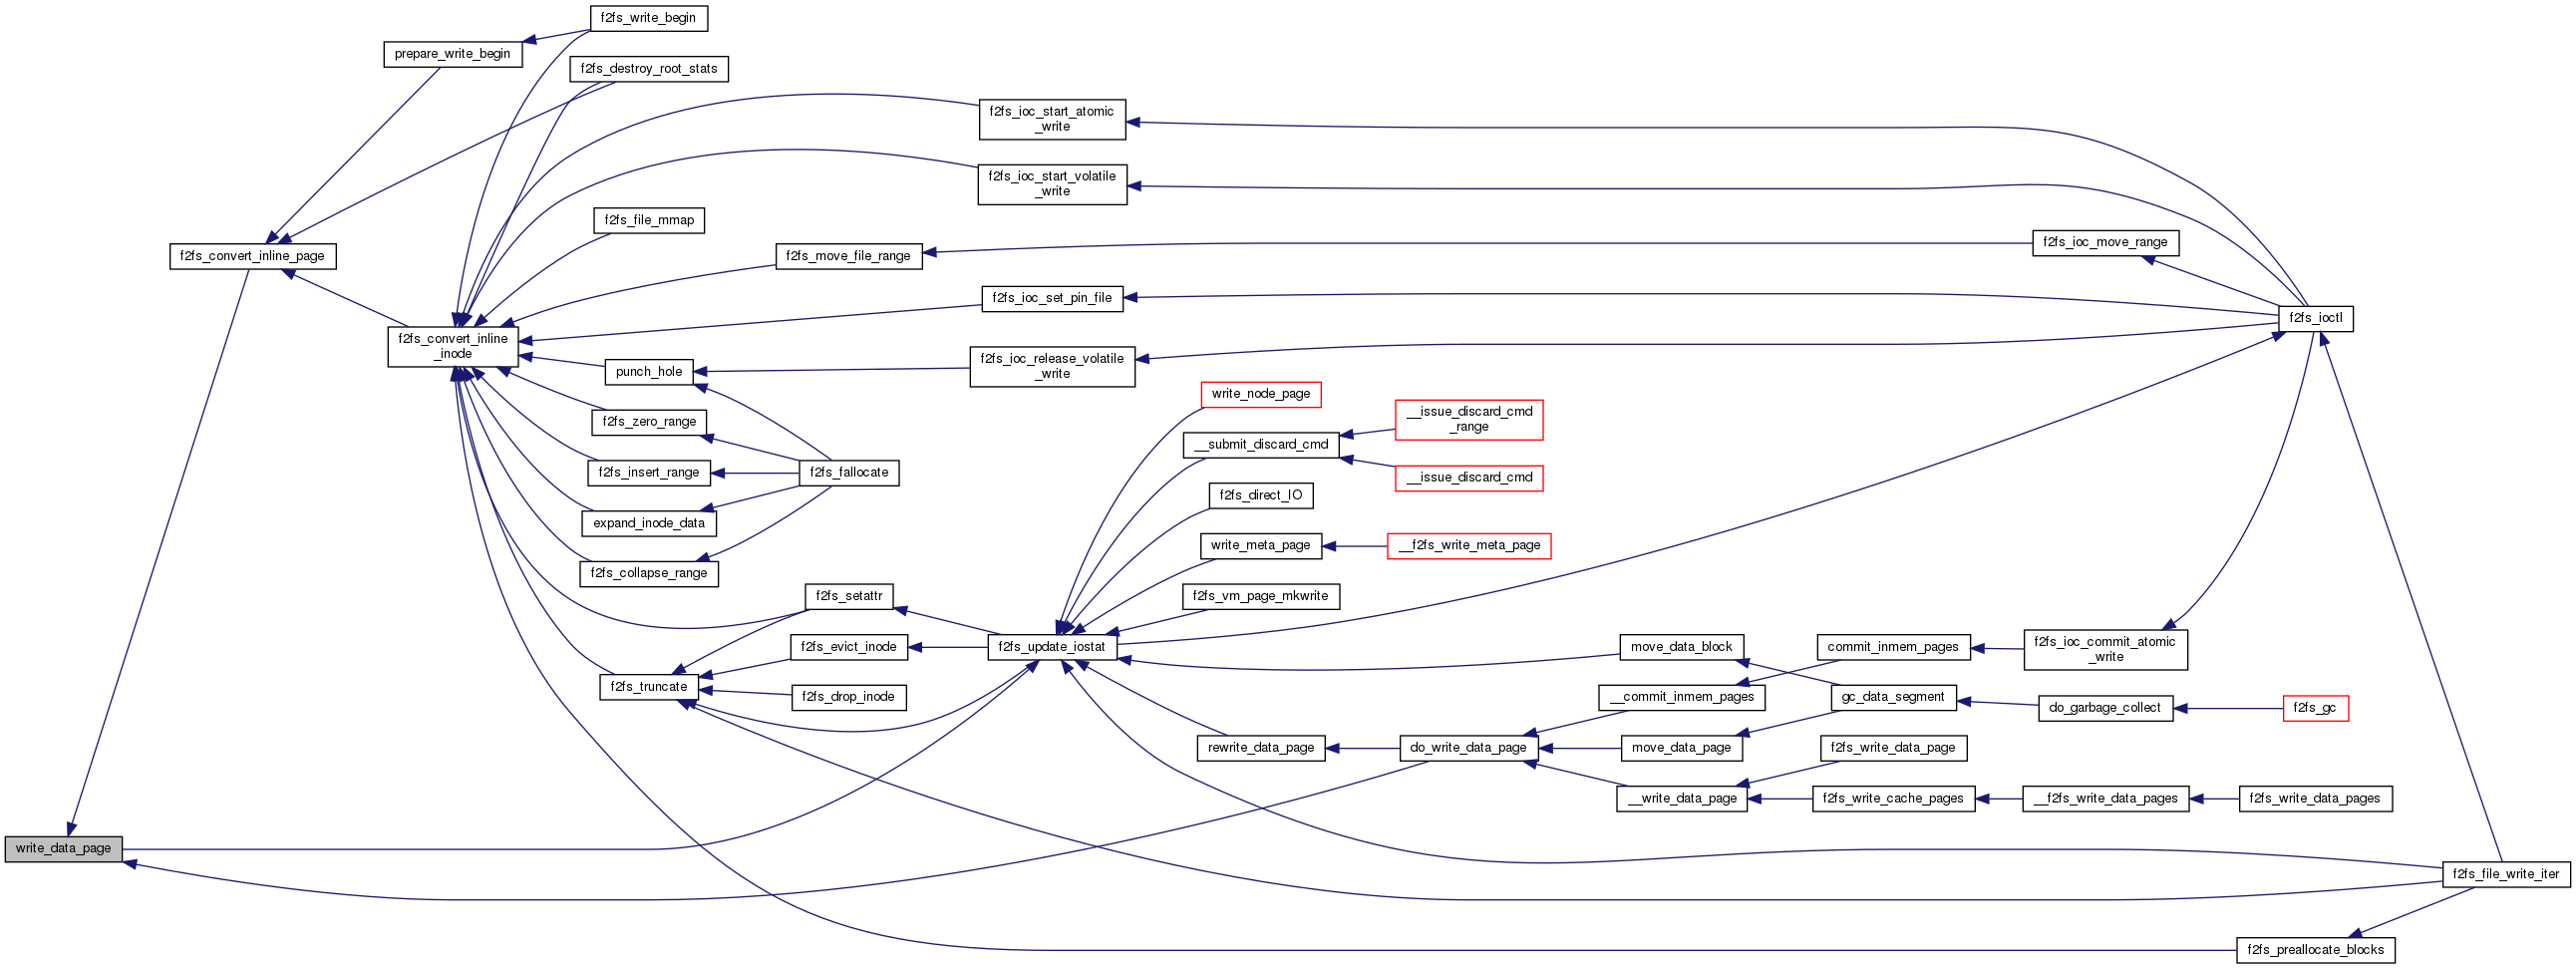 f2fs_write_begin
prepare_write_begin
f2fs_destroy_root_stats
f2fs_ioc_start_atomic
_write
f2fs_ioc_start_volatile
_write
f2fs_file_mmap
f2fs_convert_inline_page
f2fs_move_file_range
f2fs_ioc_move_range
f2fs_ioc_set_pin_file
f2fs_ioctl
f2fs_convert_inline
_inode
f2fs_ioc_release_volatile
_write
punch_hole
write_node_page
__issue_discard_cmd
_range
f2fs_zero_range
__submit_discard_cmd
f2fs_insert_range
f2fs_fallocate
__issue_discard_cmd
f2fs_direct_IO
expand_inode_data
write_meta_page
__f2fs_write_meta_page
f2fs_collapse_range
f2fs_setattr
f2fs_vm_page_mkwrite
f2fs_evict_inode
f2fs_update_iostat
move_data_block
commit_inmem_pages
f2fs_ioc_commit_atomic
_write
f2fs_truncate
f2fs_drop_inode
__commit_inmem_pages
gc_data_segment
do_garbage_collect
f2fs_gc
rewrite_data_page
do_write_data_page
move_data_page
f2fs_write_data_page
__write_data_page
f2fs_write_cache_pages
__f2fs_write_data_pages
f2fs_write_data_pages
write_data_page
f2fs_file_write_iter
f2fs_preallocate_blocks